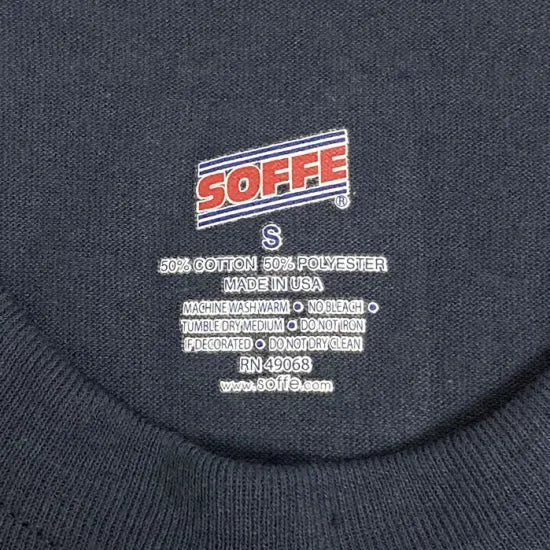 SOFFE®
S
50% COTTON 50% POLYESTER
MADE IN USA
MACHINE WASH WARM • NO BLEACH •
TUMBLE DRY MEDIUM • DO NOT IRON
IF DECORATED • DO NOT DRY CLEAN
RN 49068
www.soffe.com